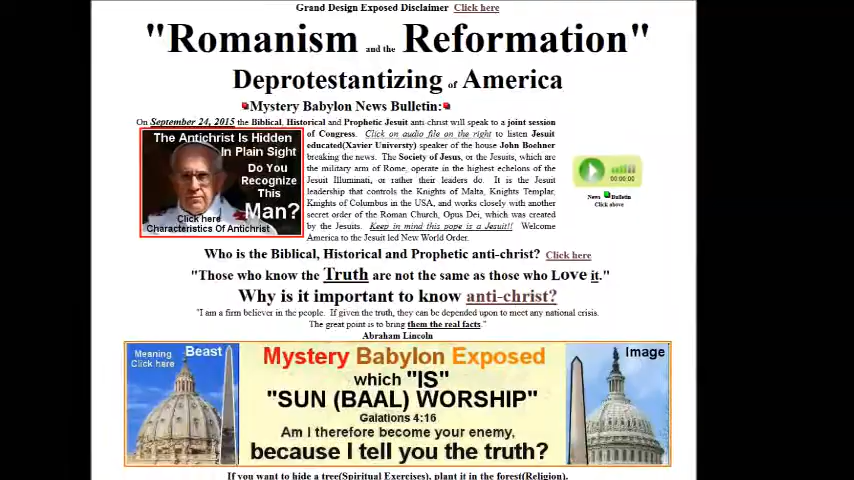 Grand Design Exposed Disclaimer Click here
"Romanism and the Reformation"
Deprotestantizing of America
Mystery Babylon News Bulletin:
On September 24, 2015 the Biblical, Historical and Prophetic Jesuit anti-christ will speak to a joint session
of Congress. Click on audio file on the right to listen Jesuit
educated(Xavier University) speaker of the house John Boehner
breaking the news. The Society of Jesus, or the Jesuits, which are
the military arm of Rome, operate in the highest echelons of the
Jesuit Illuminati, or rather their leaders do. It is the Jesuit
leadership that controls the Knights of Malta, Knights Templar,
Knights of Columbus in the USA, and works closely with another
secret order of the Roman Church, Opus Dei, which was created
by the Jesuits. Keep in mind this pope is a Jesuit!! Welcome
America to the Jesuit led New World Order.
The Antichrist Is Hidden
In Plain Sight
Do You
Recognize
This
Man?
Click here
Characteristics Of Antichrist
00:00:00
News Bulletin
Click above
Who is the Biblical, Historical and Prophetic anti-christ? Click here
"Those who know the Truth are not the same as those who Love it."
Why is it important to know anti-christ?
"I am a firm believer in the people. If given the truth, they can be depended upon to meet any national crisis.
The great point is to bring them the real facts."
Abraham Lincoln
Meaning
Click here
Beast
Mystery Babylon Exposed
which "IS"
"SUN (BAAL) WORSHIP"
Galations 4:16
Am I therefore become your enemy,
because I tell you the truth?
Image
If you want to hide a tree(Spiritual Exercises), plant it in the forest(Religion).